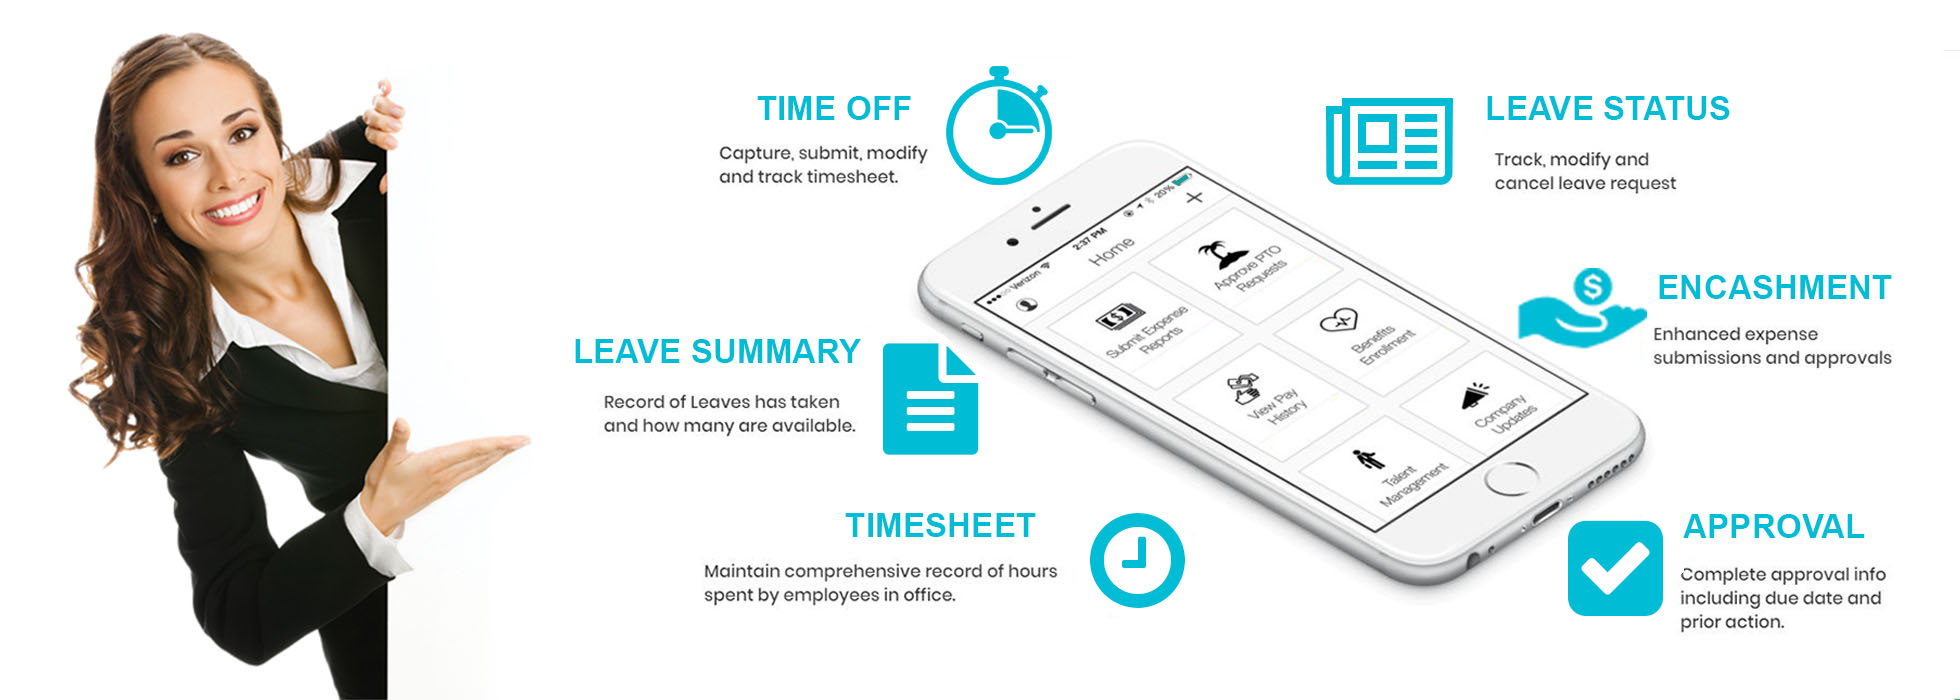 TIME OFF
Capture, submit, modify
and track timesheet.
LEAVE STATUS
Track, modify and
cancel leave request
ENCASHMENT
Enhanced expense
submissions and approvals
LEAVE SUMMARY
Record of Leaves has taken
and how many are available.
TIMESHEET
Maintain comprehensive record of hours
spent by employees in office.
APPROVAL
Complete approval info
including due date and
prior action.
Verizon 2:37 PM 20%
Home
Submit Expense
Reports
Approve PTO
Requests
View Pay
History
Benefits
Enrollment
Talent
Management
Company
Updates
$
$